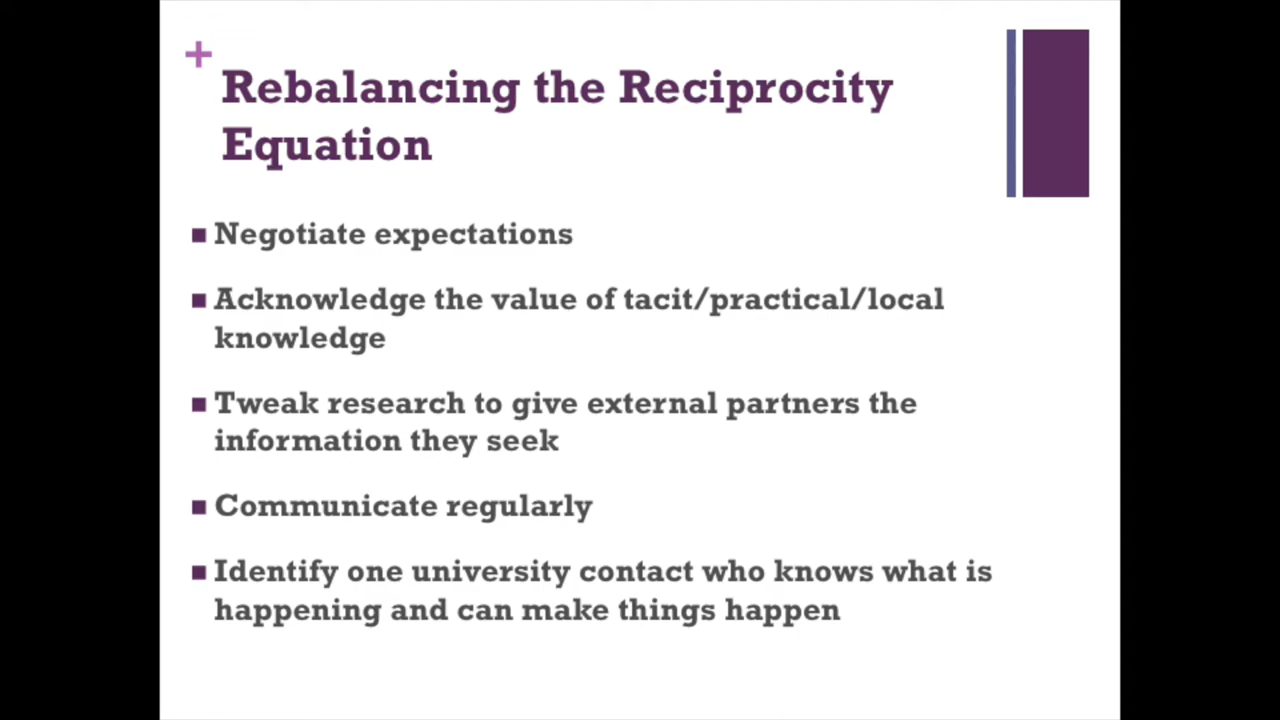 +
Rebalancing the Reciprocity
Equation
■ Negotiate expectations
■ Acknowledge the value of tacit/practical/local
knowledge
■ Tweak research to give external partners the
information they seek
■ Communicate regularly
■ Identify one university contact who knows what is
happening and can make things happen